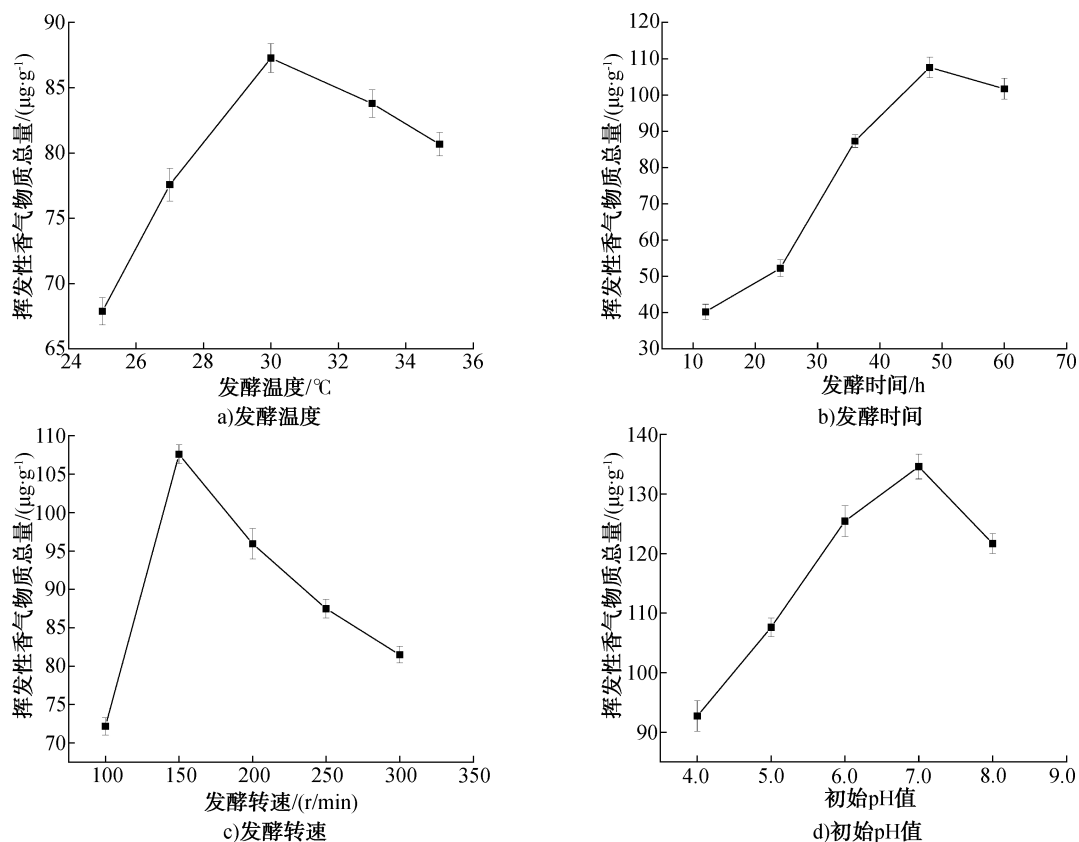 挥发性香气物质总量/(μg·g⁻¹)
90
85
80
75
70
65
24 26 28 30 32 34 36
发酵温度/℃
a)发酵温度
挥发性香气物质总量/(μg·g⁻¹)
120
110
100
90
80
70
60
50
40
30
10 20 30 40 50 60 70
发酵时间/h
b)发酵时间
挥发性香气物质总量/(μg·g⁻¹)
110
105
100
95
90
85
80
75
70
100 150 200 250 300 350
发酵转速/(r/min)
c)发酵转速
挥发性香气物质总量/(μg·g⁻¹)
140
130
120
110
100
90
4.0 5.0 6.0 7.0 8.0 9.0
初始pH值
d)初始pH值